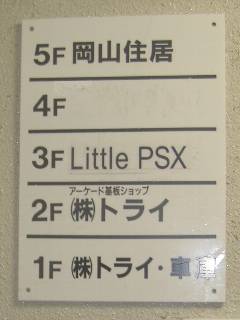 5F 岡山住居
4F
3F Little PSX
アーケード基板ショップ
2F ㈱トライ
1F ㈱トライ・車庫